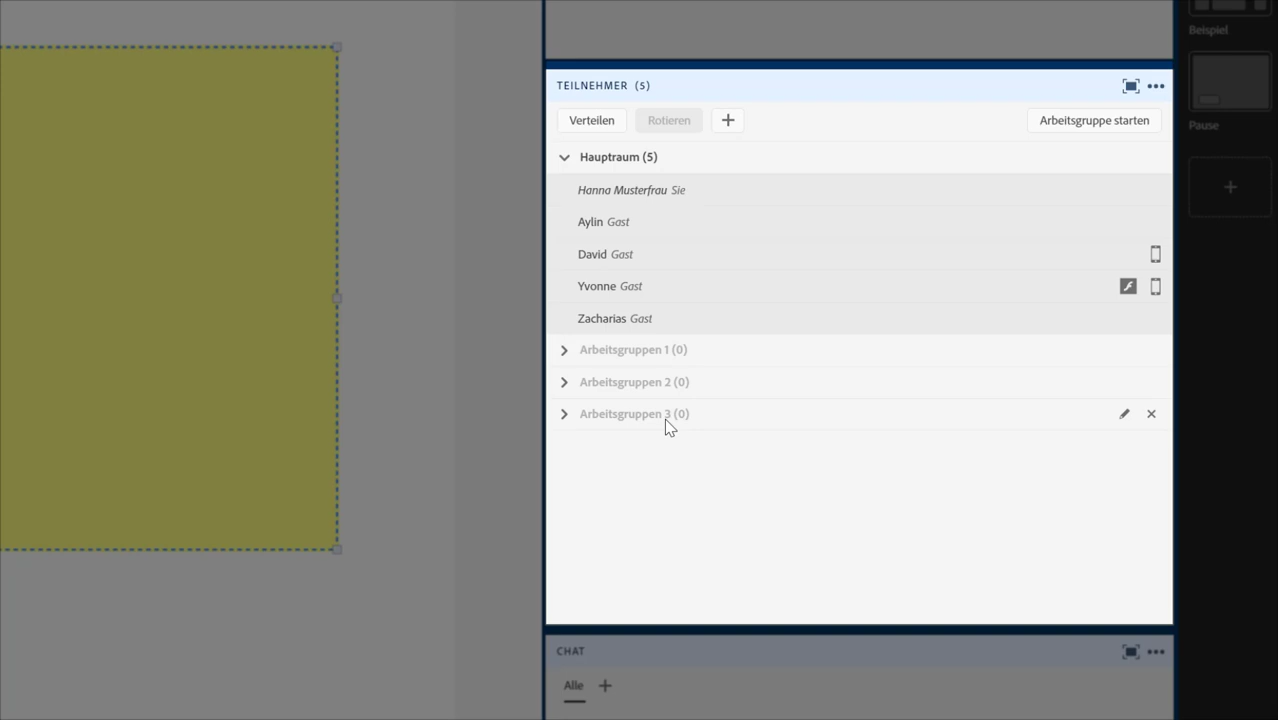 Beispiel
TEILNEHMER (5)
Verteilen Rotieren + Arbeitsgruppe starten
Pause
Hauptraum (5)
Hanna Musterfrau Sie
Aylin Gast
David Gast
Yvonne Gast
Zacharias Gast
Arbeitsgruppen 1 (0)
Arbeitsgruppen 2 (0)
Arbeitsgruppen 3 (0)
CHAT
Alle +